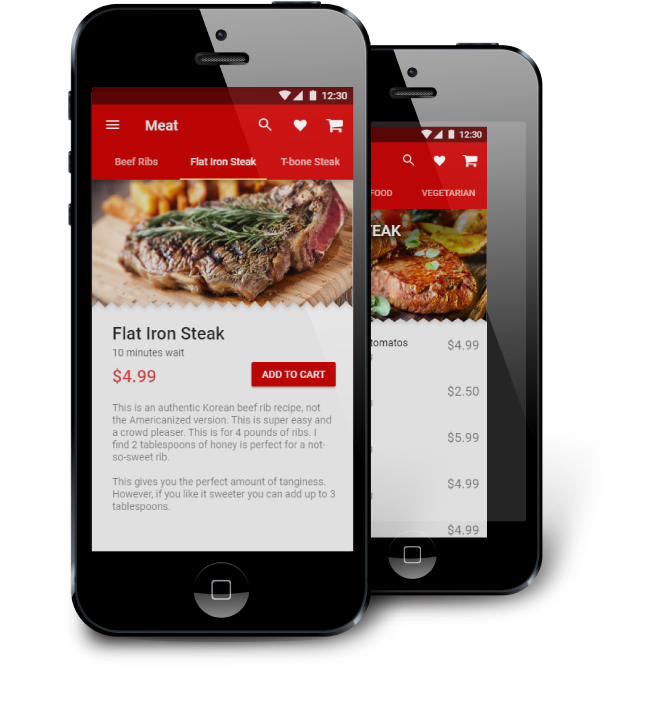 12:30
Meat
Beef Ribs Flat Iron Steak T-bone Steak
Flat Iron Steak
10 minutes wait
$4.99
ADD TO CART
This is an authentic Korean beef rib recipe, not
the Americanized version. This is super easy and
a crowd pleaser. This is for 4 pounds of ribs. I
find 2 tablespoons of honey is perfect for a not-
so-sweet rib.
This gives you the perfect amount of tanginess.
However, if you like it sweeter you can add up to 3
tablespoons.
12:30
FOOD VEGETARIAN
EAK
tomatos $4.99
$2.50
$5.99
$4.99
$4.99